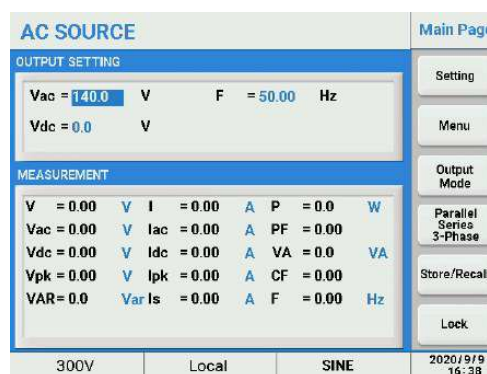 AC SOURCE
Main Page
OUTPUT SETTING
Vac = 140.0 V F = 50.00 Hz
Vdc = 0.0 V
MEASUREMENT
V = 0.00 V I = 0.00 A P = 0.0 W
Vac = 0.00 V Iac = 0.00 A PF = 0.00
Vdc = 0.00 V Idc = 0.00 A VA = 0.0 VA
Vpk = 0.00 V Ipk = 0.00 A CF = 0.00
VAR= 0.0 Var Is = 0.00 A F = 0.00 Hz
Setting
Menu
Output
Mode
Parallel
Series
3-Phase
Store/Recall
Lock
300V Local SINE
2020/9/9
16:38